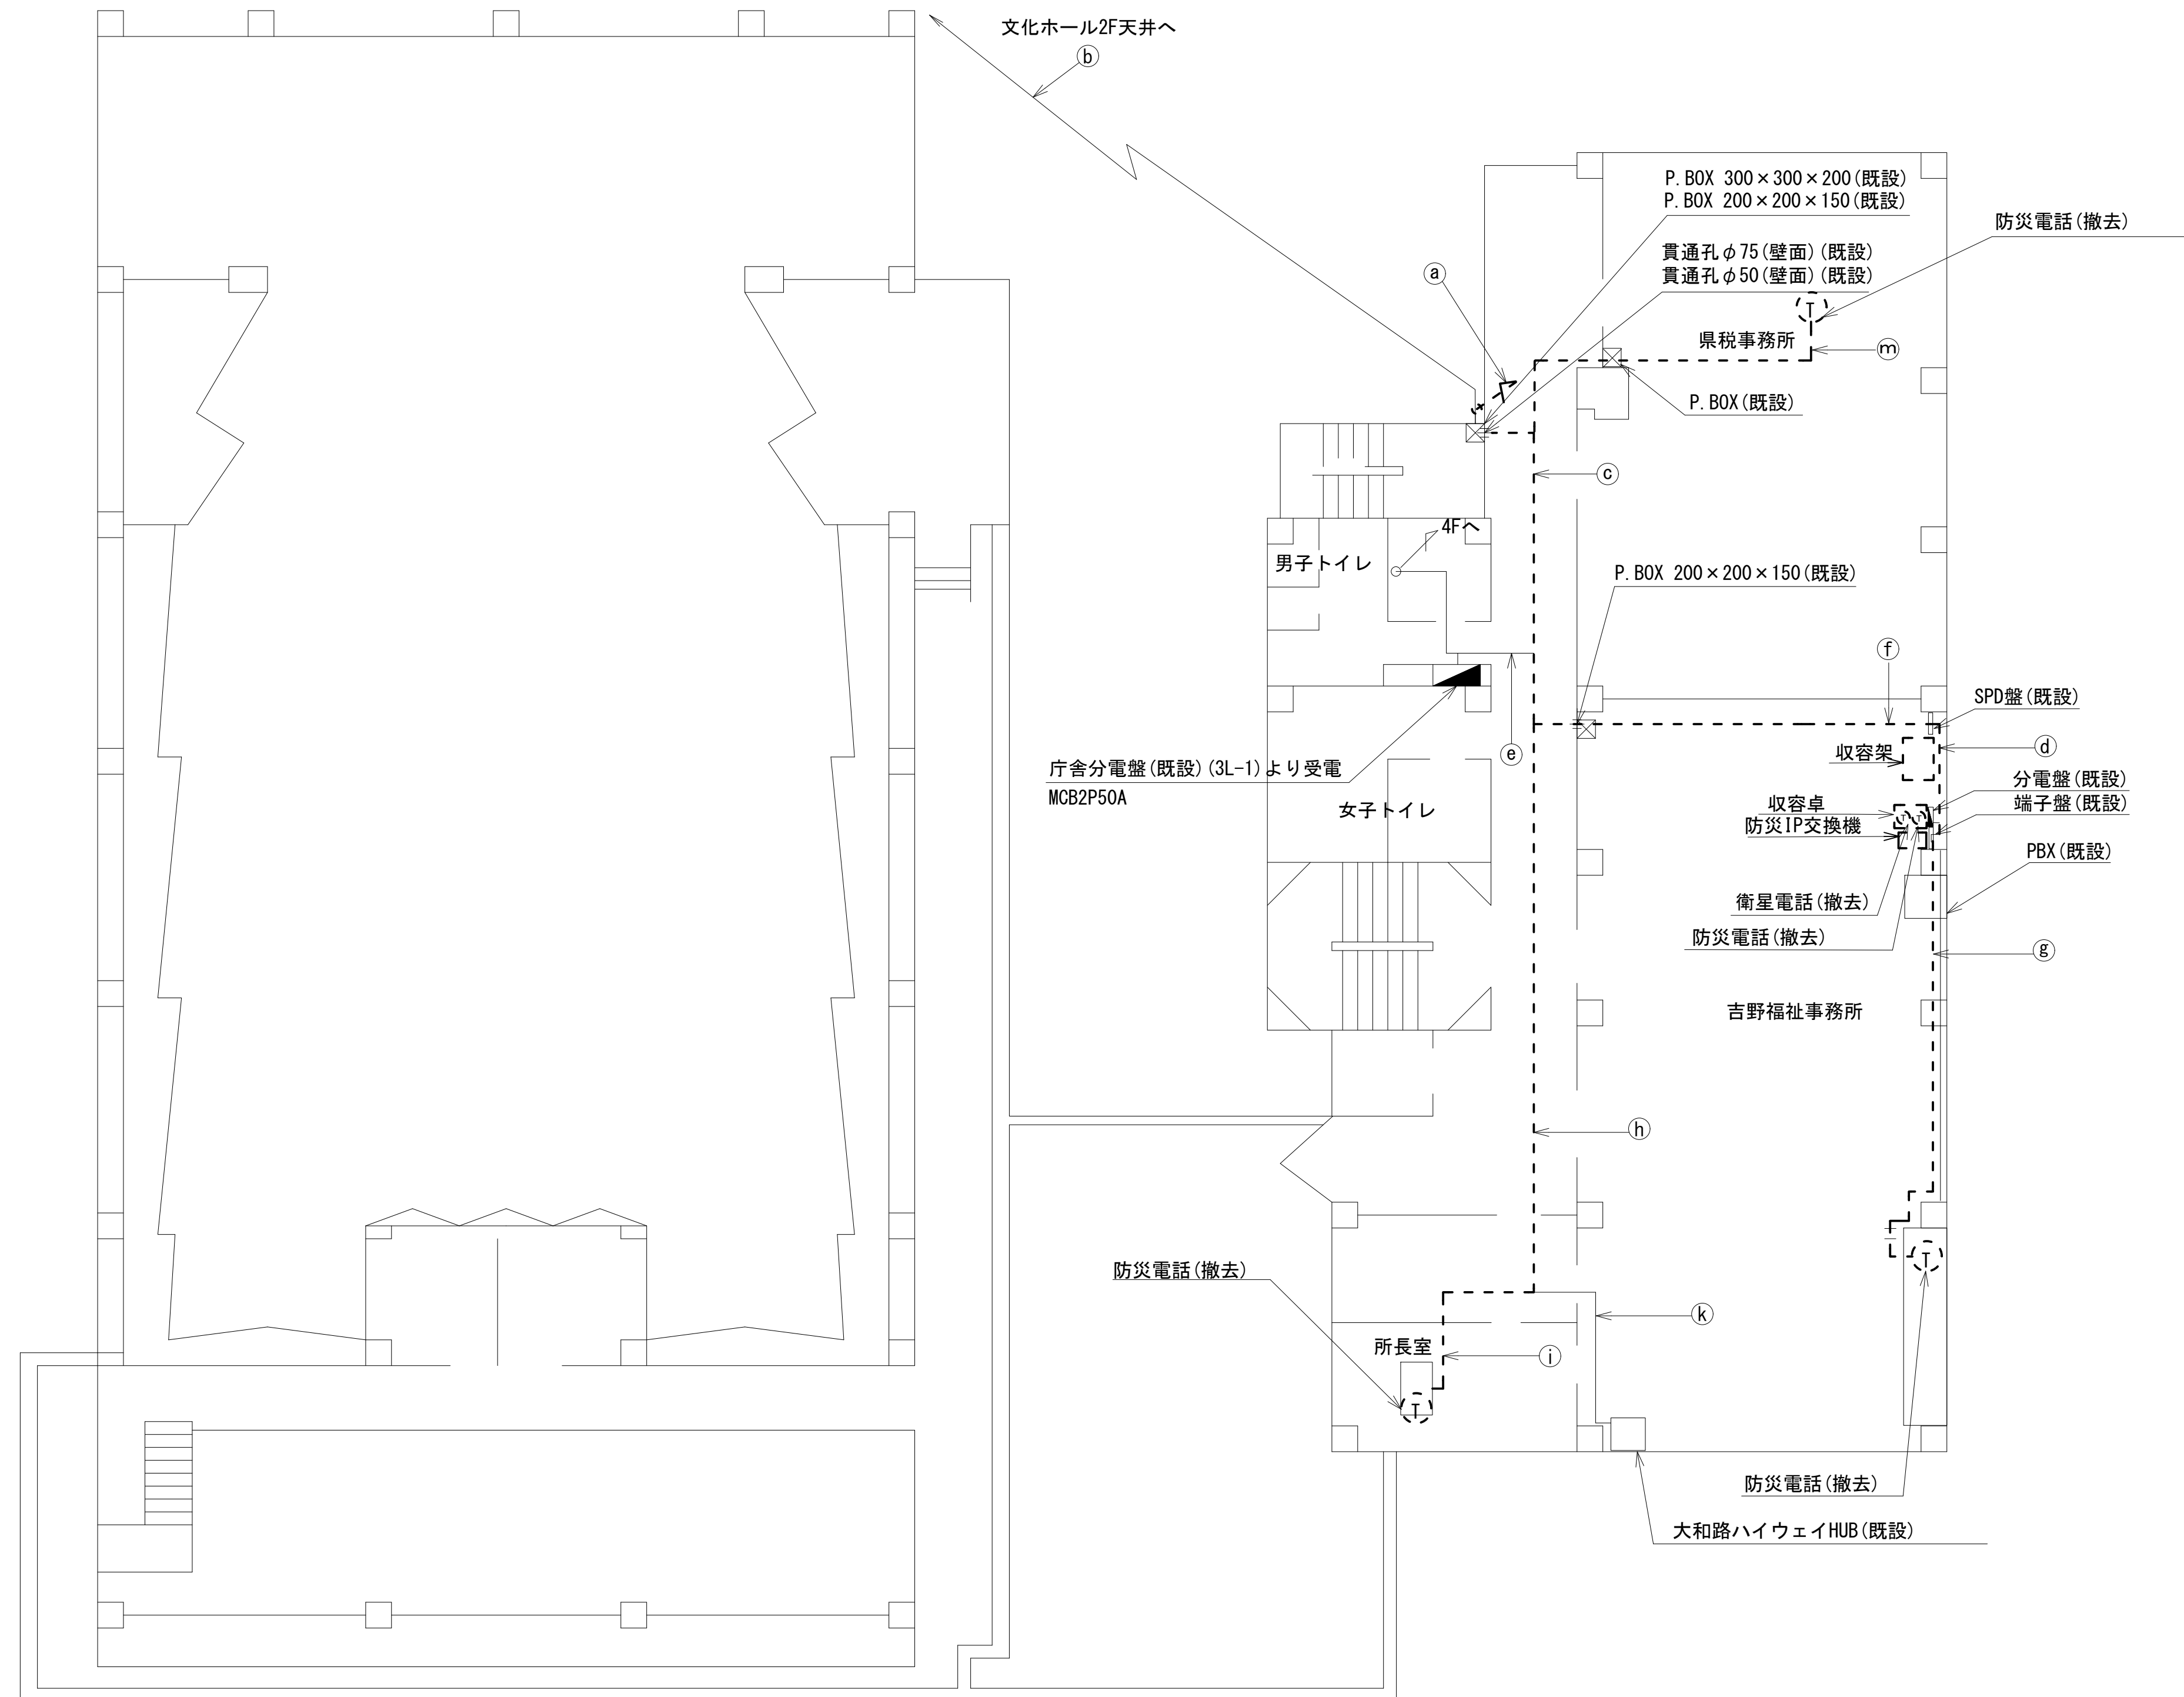 文化ホール2F天井へ
ⓑ
P.BOX 300×300×200(既設)
P.BOX 200×200×150(既設)
防災電話(撤去)
貫通孔φ75(壁面)(既設)
貫通孔φ50(壁面)(既設)
ⓐ
T
県税事務所
ⓜ
P.BOX(既設)
ⓒ
4Fへ
男子トイレ
P.BOX 200×200×150(既設)
ⓕ
SPD盤(既設)
収容架
ⓓ
ⓔ
庁舎分電盤(既設)(3L-1)より受電
MCB2P50A
女子トイレ
分電盤(既設)
収容卓
端子盤(既設)
T T
防災IP交換機
PBX(既設)
衛星電話(撤去)
防災電話(撤去)
ⓖ
吉野福祉事務所
ⓗ
防災電話(撤去)
T
ⓚ
所長室
ⓘ
T
防災電話(撤去)
大和路ハイウェイHUB(既設)